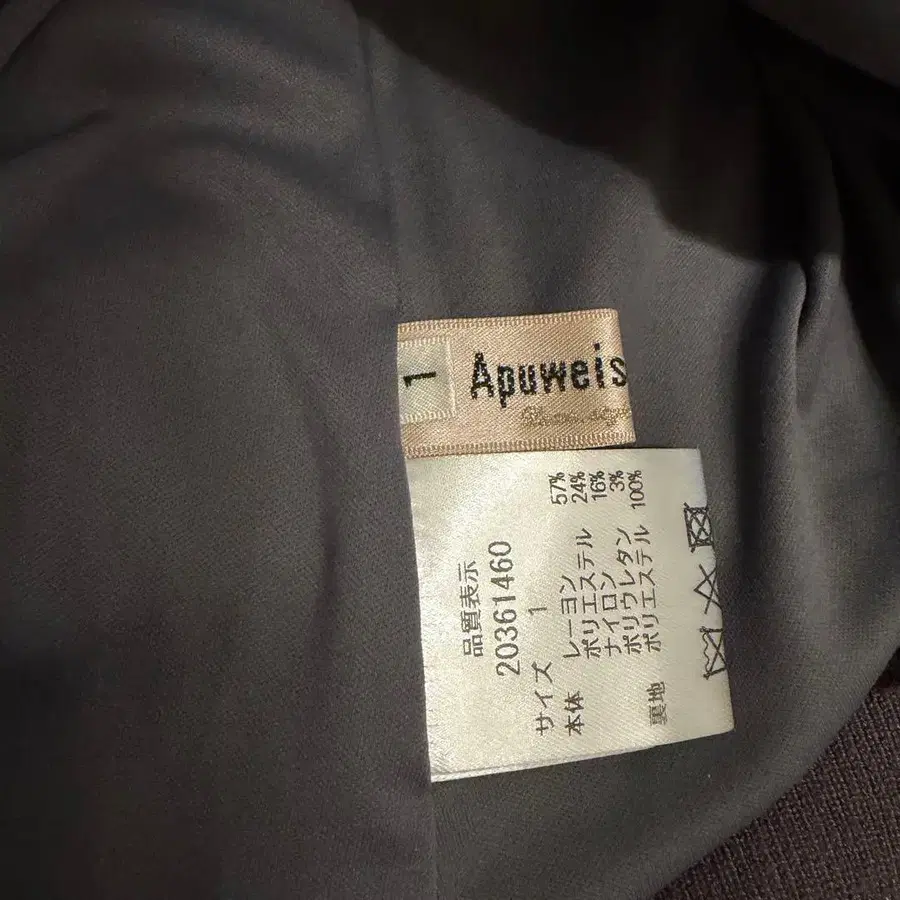 1
Apuweis
品質表示
20361460
サイズ 1
本体 レーヨン 57%
ポリエステル 24%
ナイロン 16%
ポリウレタン 3%
裏地 ポリエステル 100%